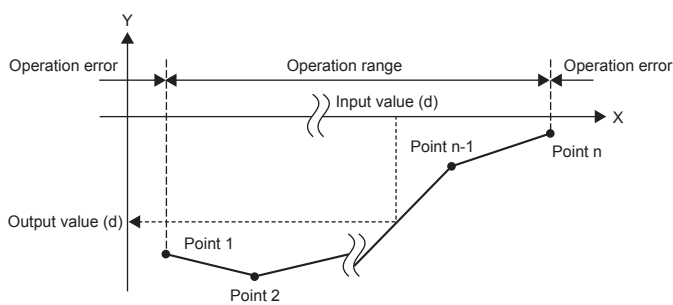 Y
Operation error
Operation range
Operation error
Input value (d)
X
Point n-1
Point n
Output value (d)
Point 1
Point 2